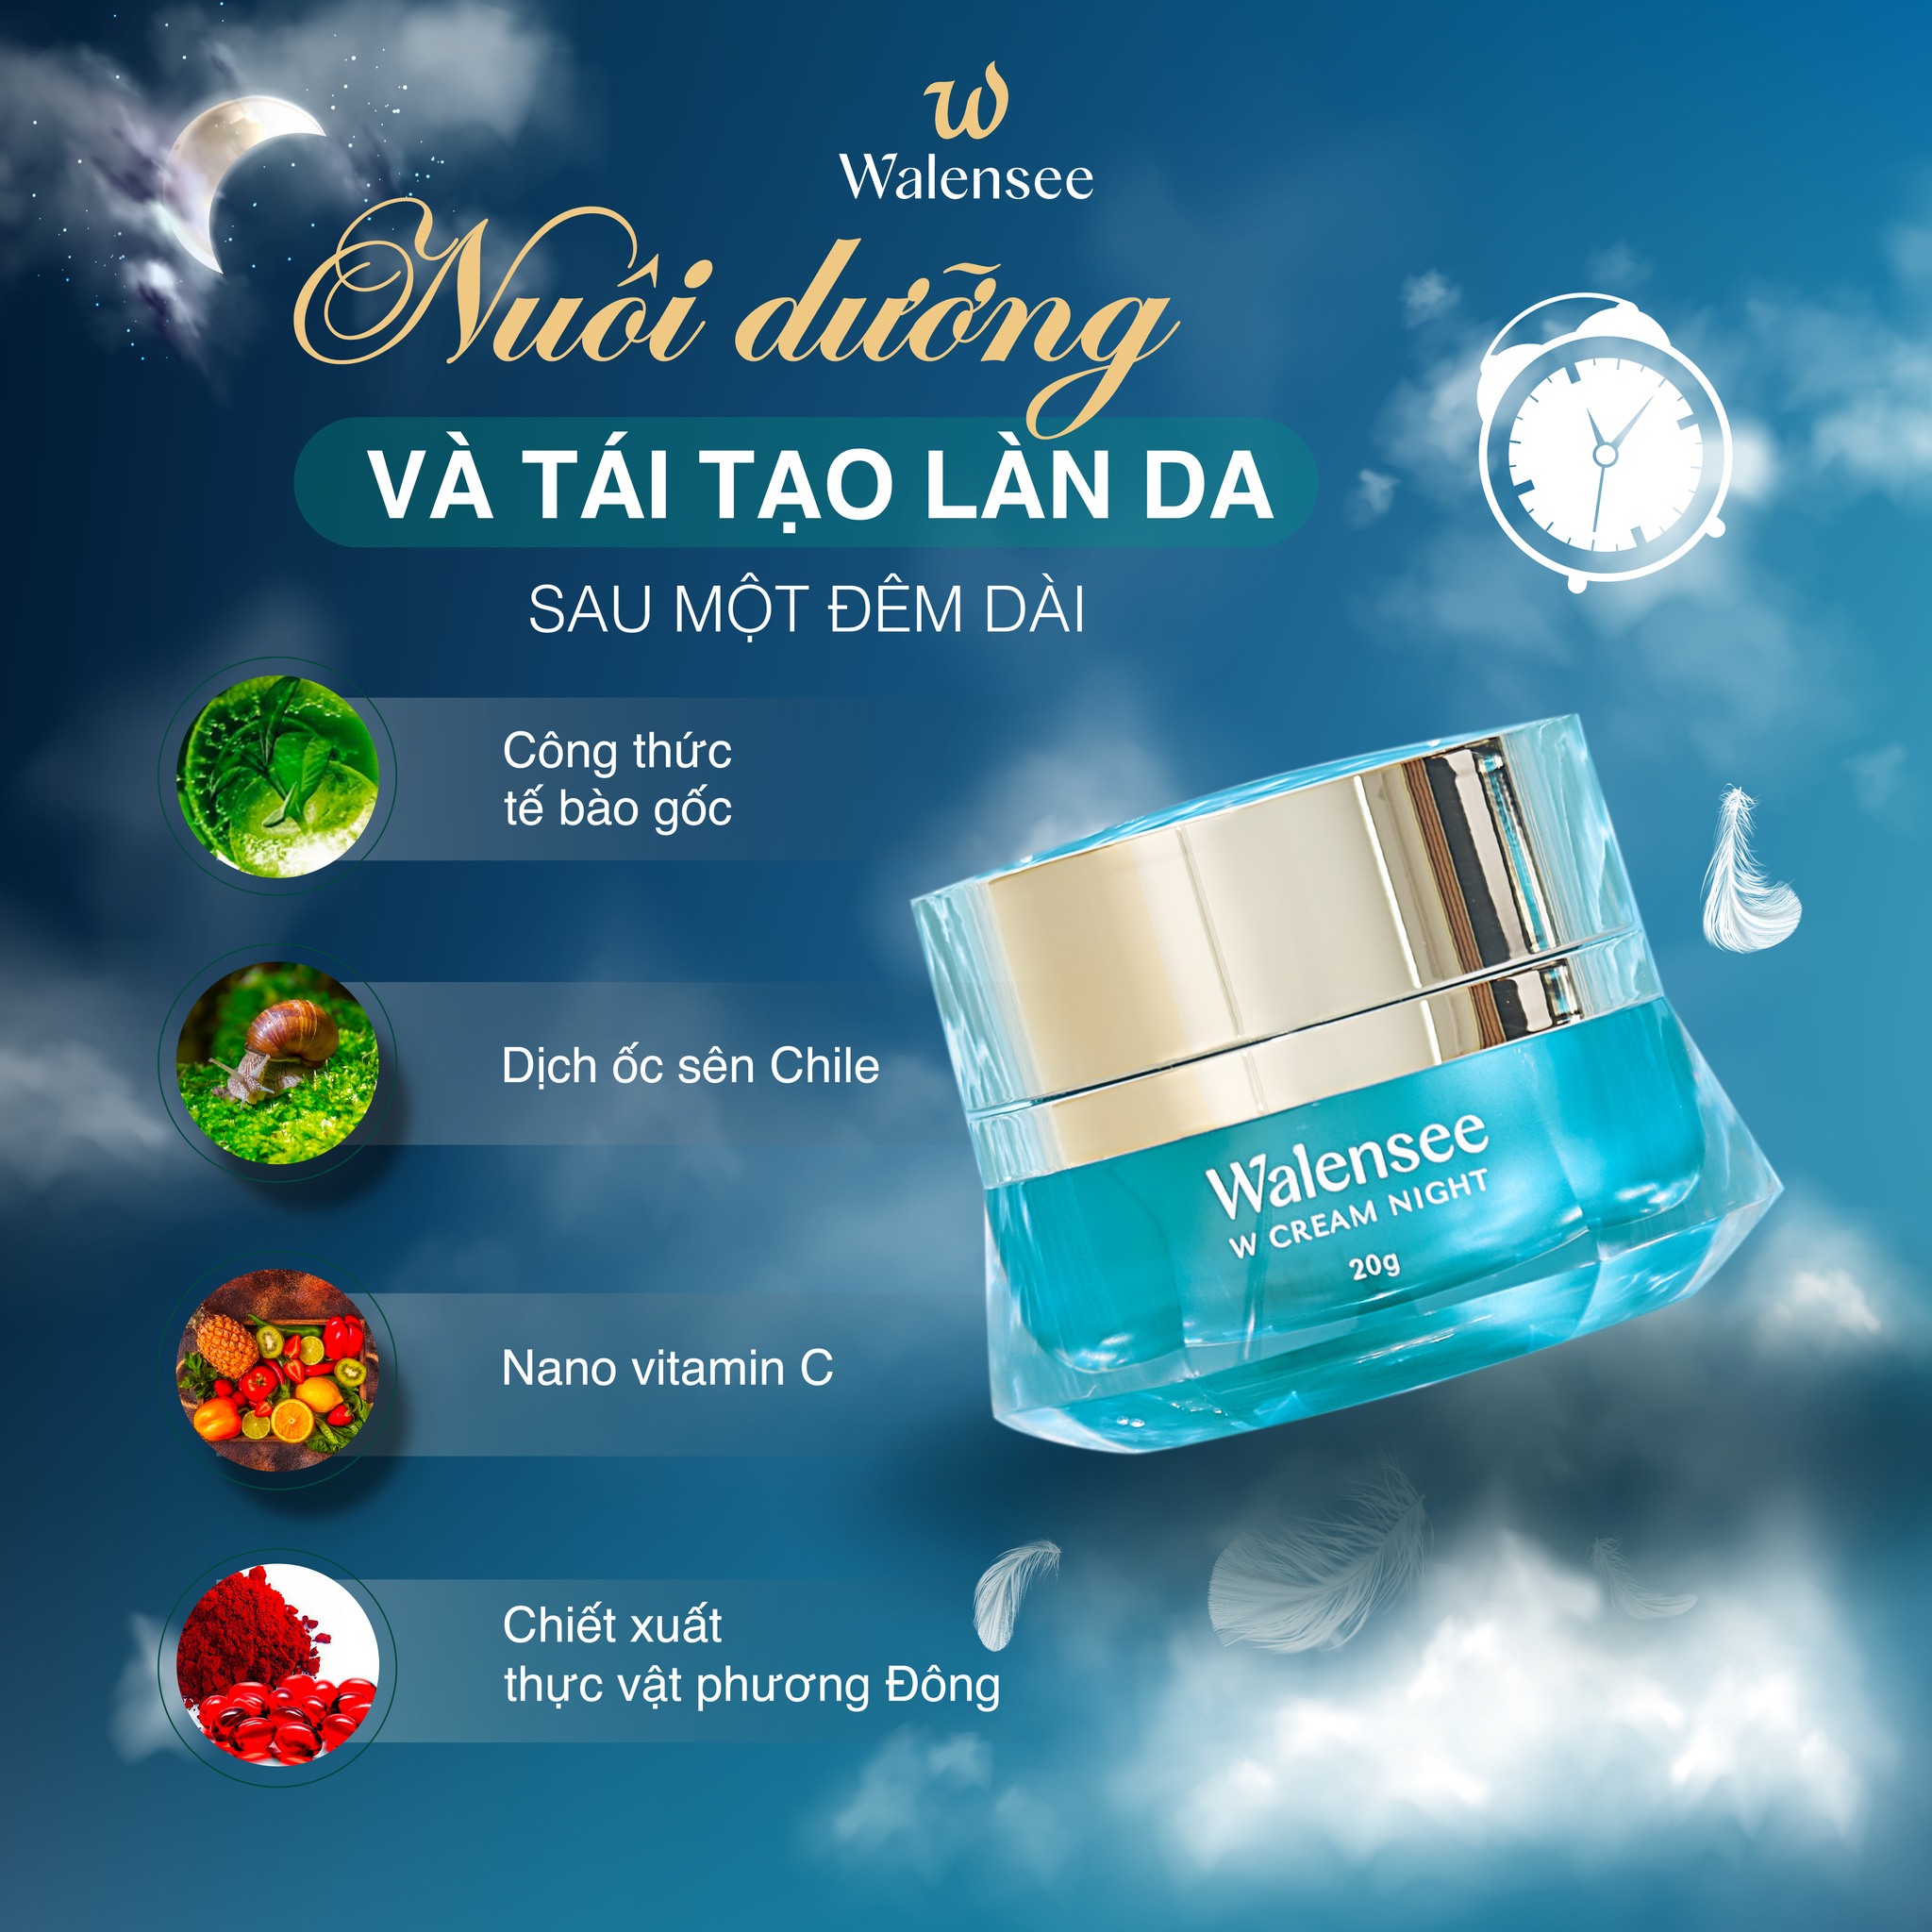 W
Walensee
Nuôi dưỡng
VÀ TÁI TẠO LÀN DA
SAU MỘT ĐÊM DÀI
Công thức
tế bào gốc
Dịch ốc sên Chile
Walensee
W CREAM NIGHT
20g
Nano vitamin C
Chiết xuất
thực vật phương Đông